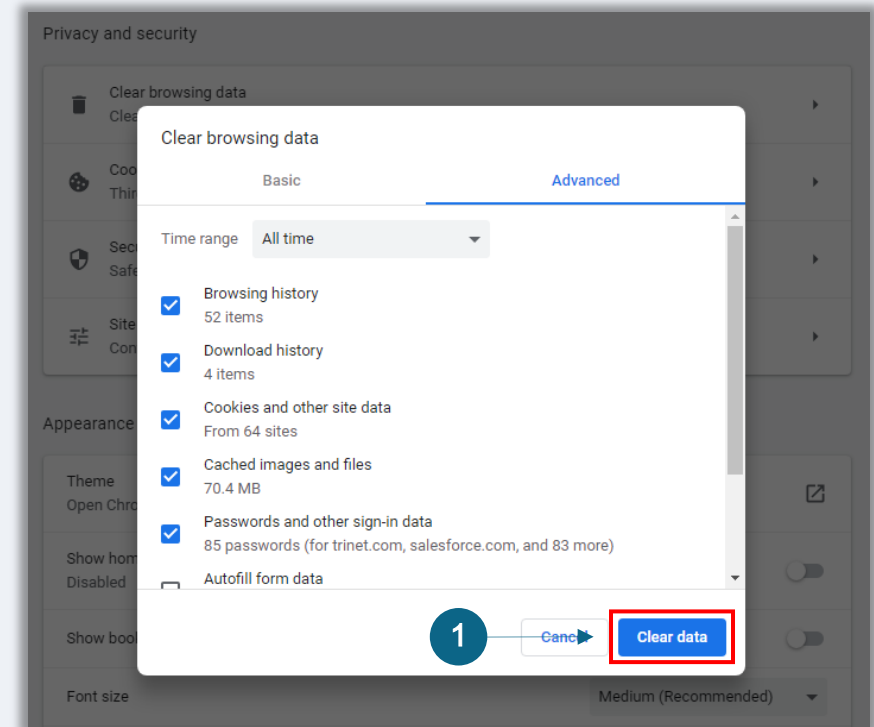 Privacy and security
Clear browsing data
Clea
Clear browsing data
Coo
Thir
Basic
Advanced
Time range
All time
Secu
Safe
Browsing history
52 items
Site
Con
Download history
4 items
Cookies and other site data
From 64 sites
Appearance
Cached images and files
70.4 MB
Theme
Open Chro
Passwords and other sign-in data
85 passwords (for trinet.com, salesforce.com, and 83 more)
Show hom
Disabled
Autofill form data
Show boo
1
Cancel
Clear data
Font size
Medium (Recommended)